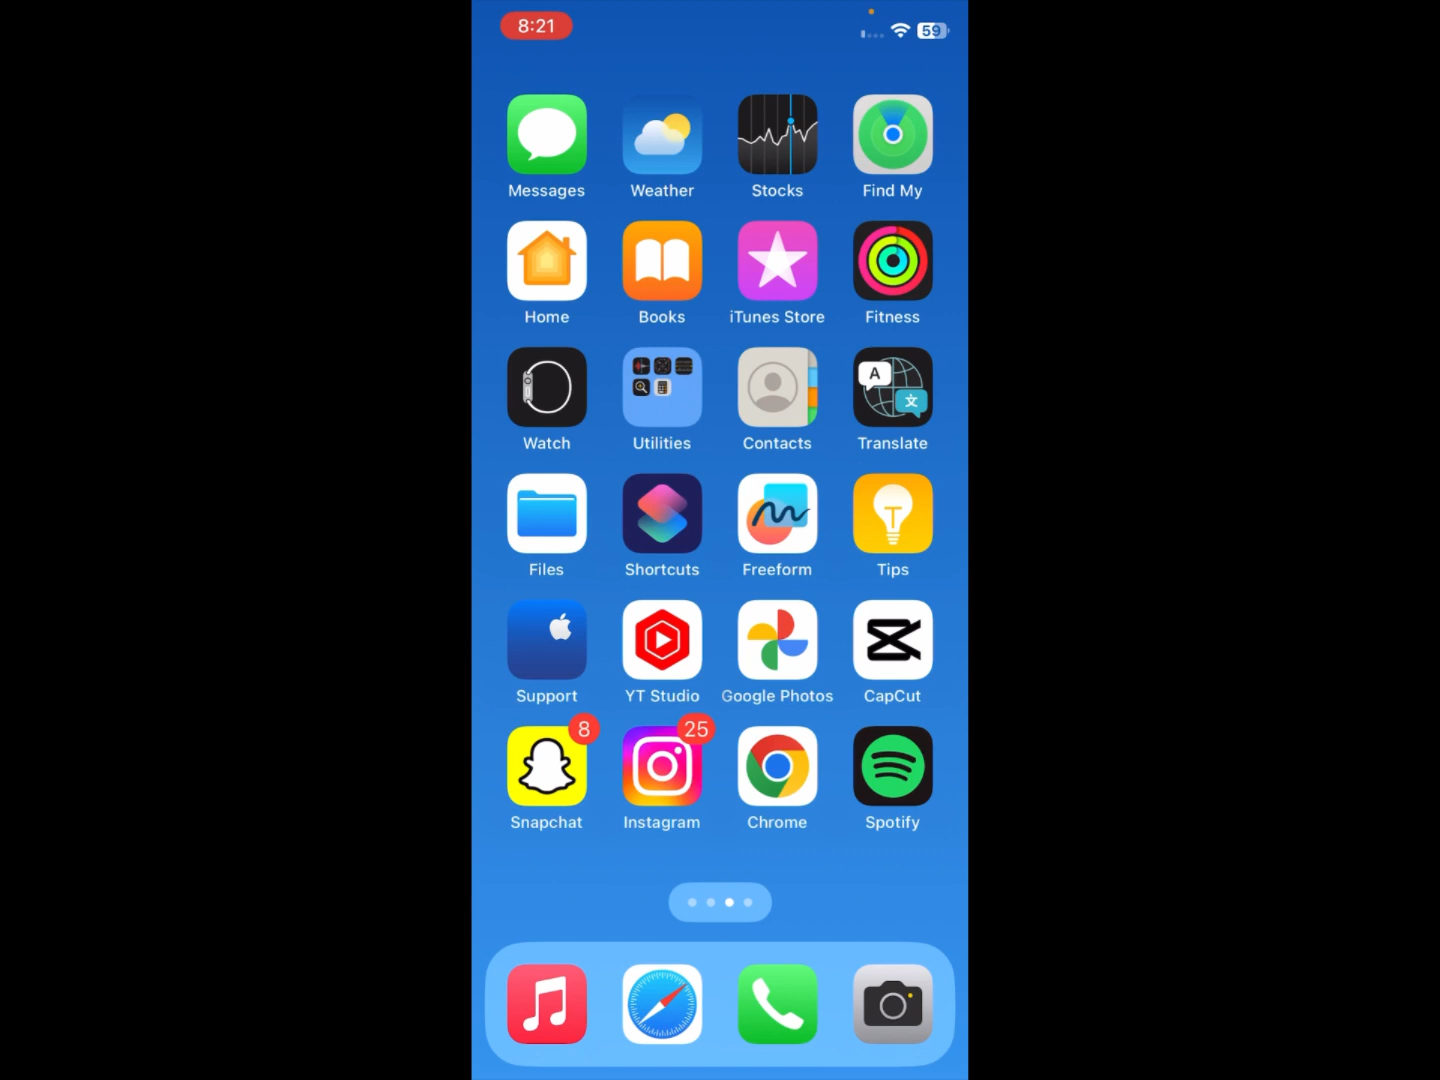 8:21
59
Messages Weather Stocks Find My
Home Books iTunes Store Fitness
A
文
Watch Utilities Contacts Translate
Files Shortcuts Freeform Tips
Support YT Studio Google Photos CapCut
8 25
Snapchat Instagram Chrome Spotify